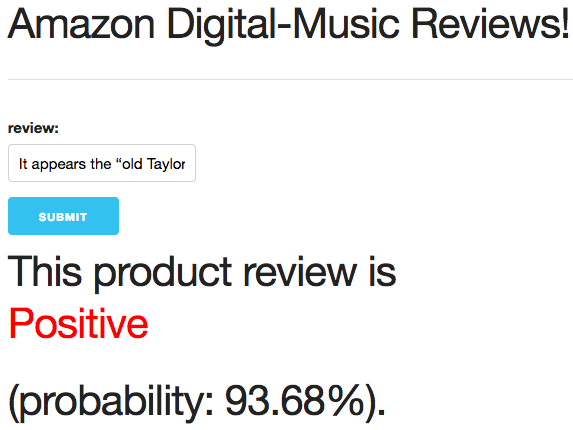 Amazon Digital-Music Reviews!
review:
It appears the “old Taylor
SUBMIT
This product review is
Positive
(probability: 93.68%).